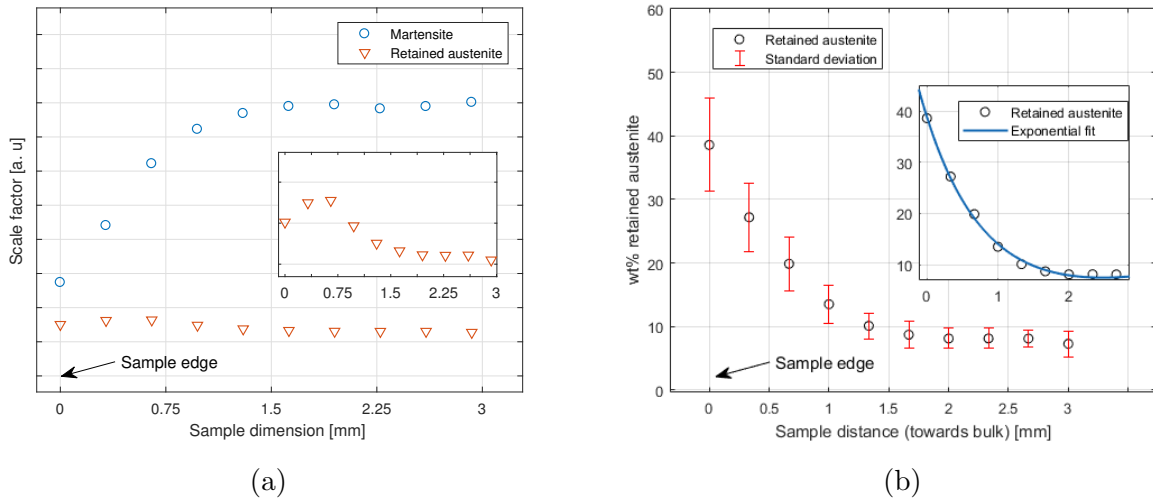 Martensite
Retained austenite
Scale factor [a. u]
0 0.75 1.5 2.25 3
Sample edge
0 0.75 1.5 2.25 3
Sample dimension [mm]
(a)
60
50
40
30
20
10
0
wt% retained austenite
Retained austenite
Standard deviation
40
30
20
10
Retained austenite
Exponential fit
0 1 2
Sample edge
0 0.5 1 1.5 2 2.5 3
Sample distance (towards bulk) [mm]
(b)